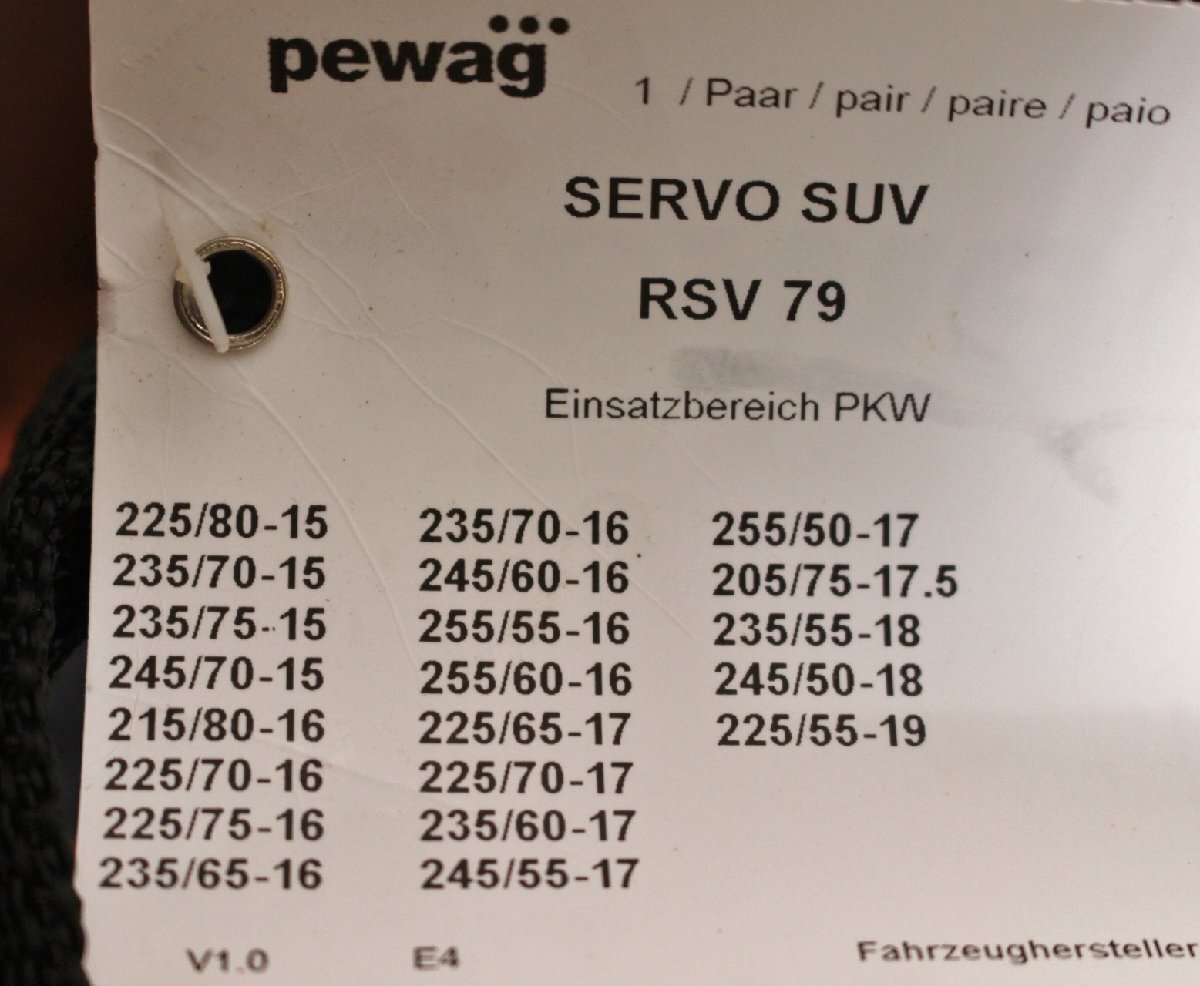 pewag
1 / Paar / pair / paire / paio
SERVO SUV
RSV 79
Einsatzbereich PKW
225/80-15 235/70-16 255/50-17
235/70-15 245/60-16 205/75-17.5
235/75-15 255/55-16 235/55-18
245/70-15 255/60-16 245/50-18
215/80-16 225/65-17 225/55-19
225/70-16 225/70-17
225/75-16 235/60-17
235/65-16 245/55-17
V1.0 E4 Fahrzeughersteller